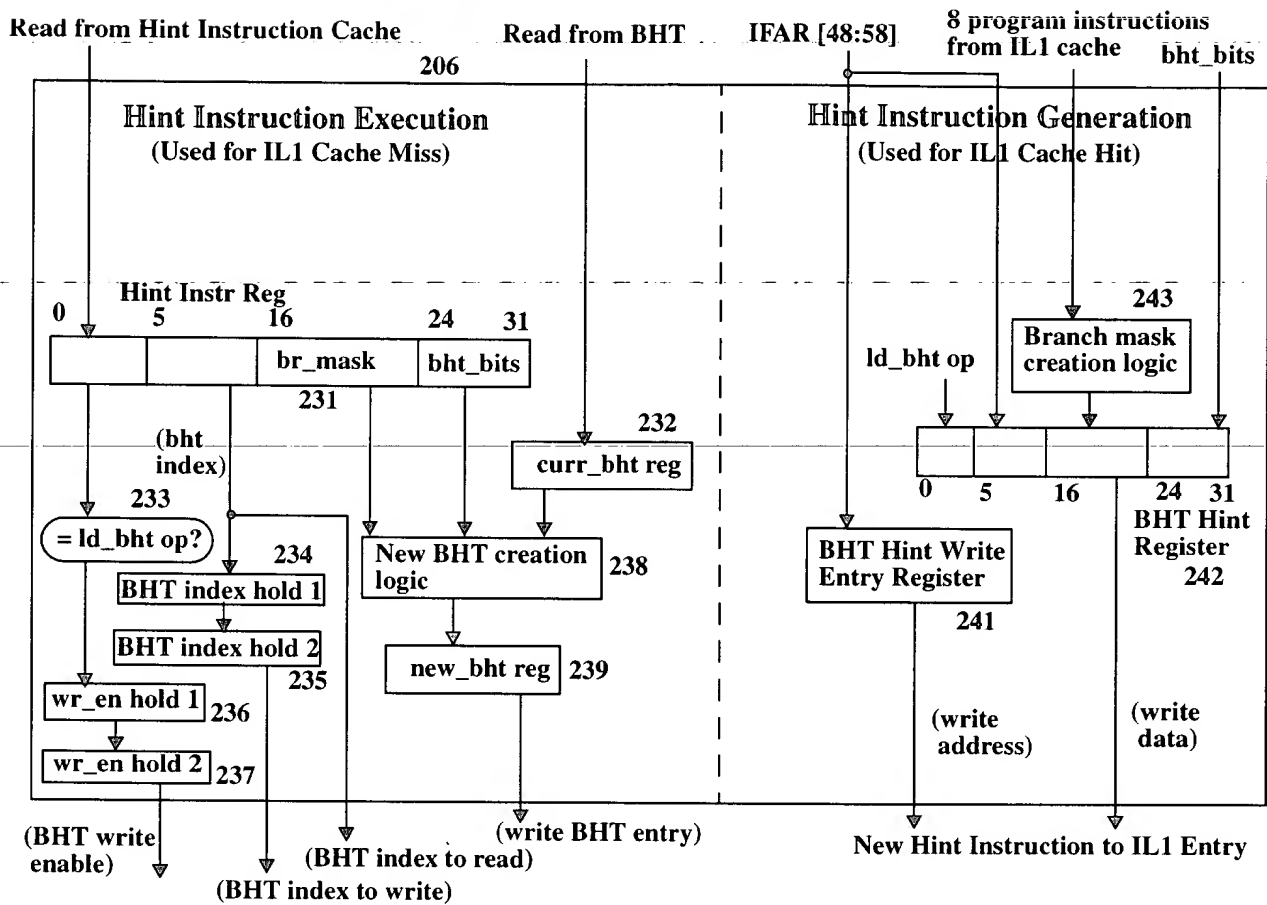 Read from Hint Instruction Cache
Read from BHT
IFAR [48:58]
8 program instructions
from IL1 cache
bht_bits
206
Hint Instruction Execution
(Used for IL1 Cache Miss)
Hint Instruction Generation
(Used for IL1 Cache Hit)
Hint Instr Reg
0
5
16
24
31
br_mask
bht_bits
231
(bht
index)
232
curr_bht reg
233
= ld_bht op?
234
BHT index hold 1
BHT index hold 2
235
wr_en hold 1
236
wr_en hold 2
237
New BHT creation
logic
238
new_bht reg
239
243
Branch mask
creation logic
ld_bht op
0
5
16
24
31
BHT Hint
Register
242
BHT Hint Write
Entry Register
241
(write
address)
(write
data)
(BHT write
enable)
(BHT index to write)
(BHT index to read)
(write BHT entry)
New Hint Instruction to IL1 Entry